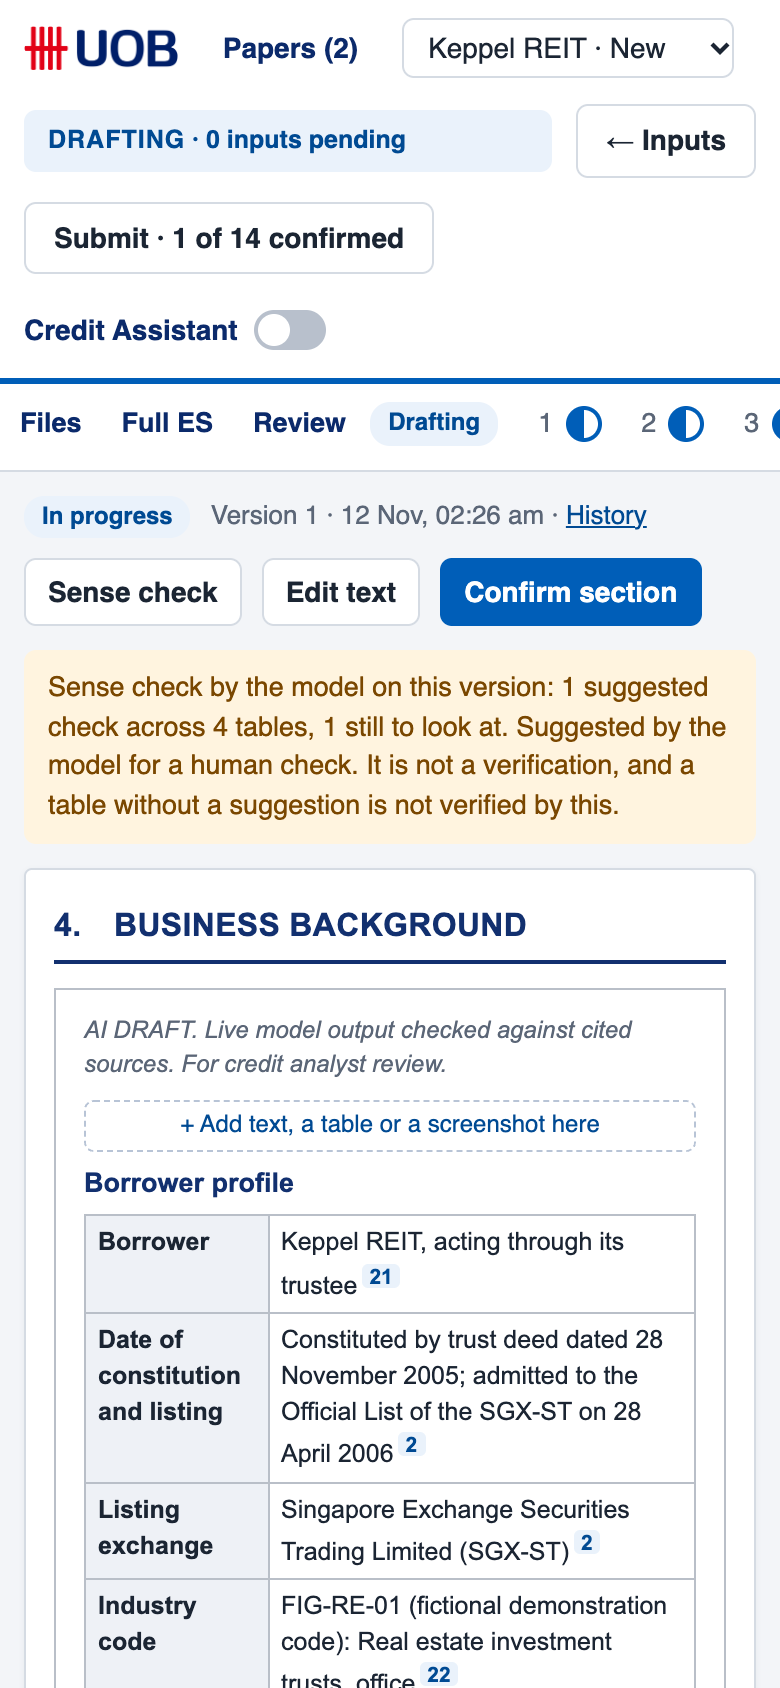 UOB
Papers (2)
Keppel REIT · New
DRAFTING · 0 inputs pending
← Inputs
Submit · 1 of 14 confirmed
Credit Assistant
Files Full ES Review Drafting 1 2 3
In progress Version 1 · 12 Nov, 02:26 am · History
Sense check Edit text Confirm section
Sense check by the model on this version: 1 suggested
check across 4 tables, 1 still to look at. Suggested by the
model for a human check. It is not a verification, and a
table without a suggestion is not verified by this.
4. BUSINESS BACKGROUND
AI DRAFT. Live model output checked against cited
sources. For credit analyst review.
+ Add text, a table or a screenshot here
Borrower profile
Borrower
Keppel REIT, acting through its
trustee 21
Date of
constitution
and listing
Constituted by trust deed dated 28
November 2005; admitted to the
Official List of the SGX-ST on 28
April 2006 2
Listing
exchange
Singapore Exchange Securities
Trading Limited (SGX-ST) 2
Industry
code
FIG-RE-01 (fictional demonstration
code): Real estate investment
trusts, office 22